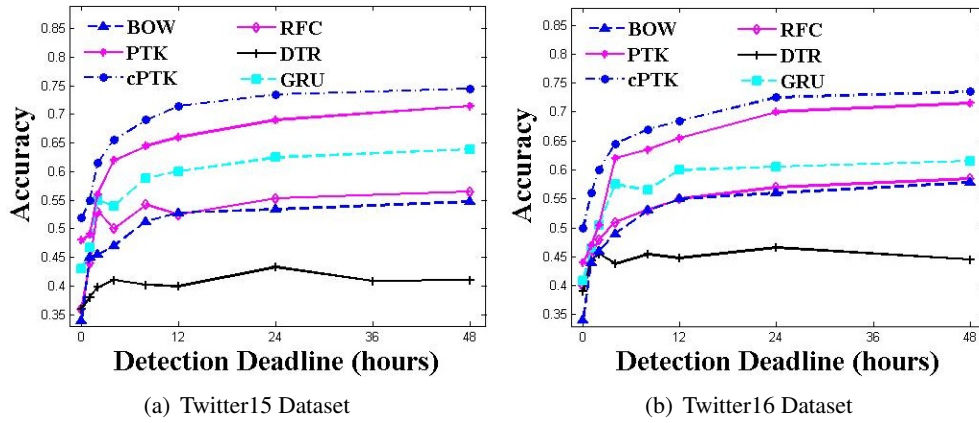 0.85
0.8
0.75
0.7
0.65
0.6
0.55
0.5
0.45
0.4
0.35
Accuracy
BOW
PTK
cPTK
RFC
DTR
GRU
0 12 24 36 48
Detection Deadline (hours)
(a) Twitter15 Dataset
0.85
0.8
0.75
0.7
0.65
0.6
0.55
0.5
0.45
0.4
0.35
Accuracy
BOW
PTK
cPTK
RFC
DTR
GRU
0 12 24 36 48
Detection Deadline (hours)
(b) Twitter16 Dataset